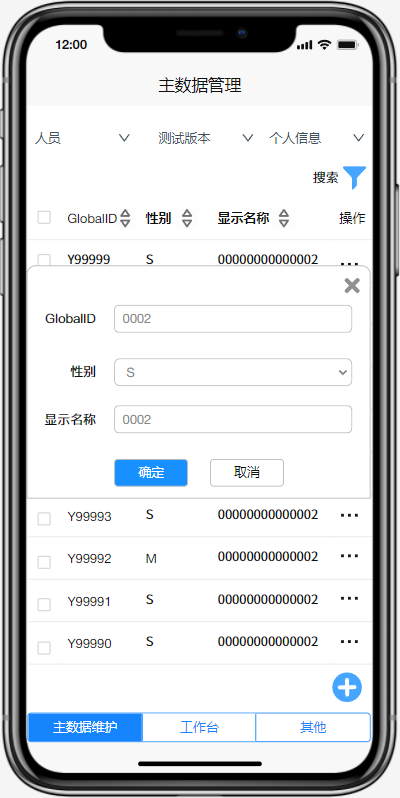 12:00
主数据管理
人员 测试版本 个人信息
搜索
GlobalID 性别 显示名称 操作
Y99999 S 00000000000002 ...
GlobalID 0002
性别 S
显示名称 0002
确定 取消
Y99993 S 00000000000002 ...
Y99992 M 00000000000002 ...
Y99991 S 00000000000002 ...
Y99990 S 00000000000002 ...
主数据维护 工作台 其他